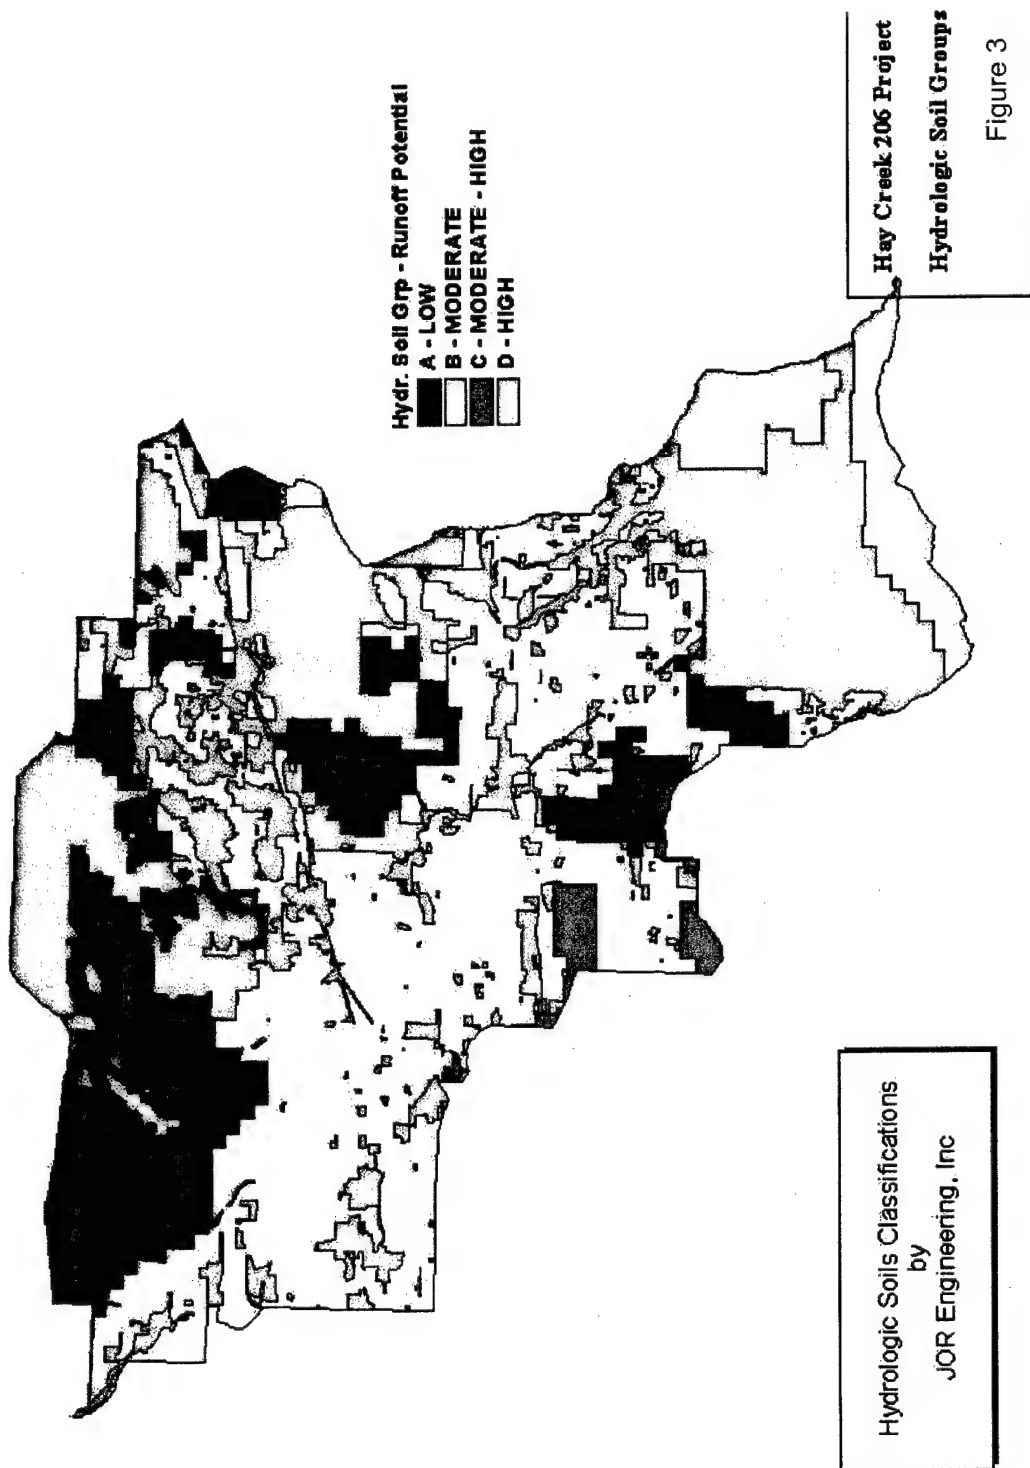 Hydr. Soil Grp - Runoff Potential
A - LOW
B - MODERATE
C - MODERATE - HIGH
D - HIGH
Hay Creek 206 Project
Hydrologic Soil Groups
Figure 3
Hydrologic Soils Classifications
by
JOR Engineering, Inc